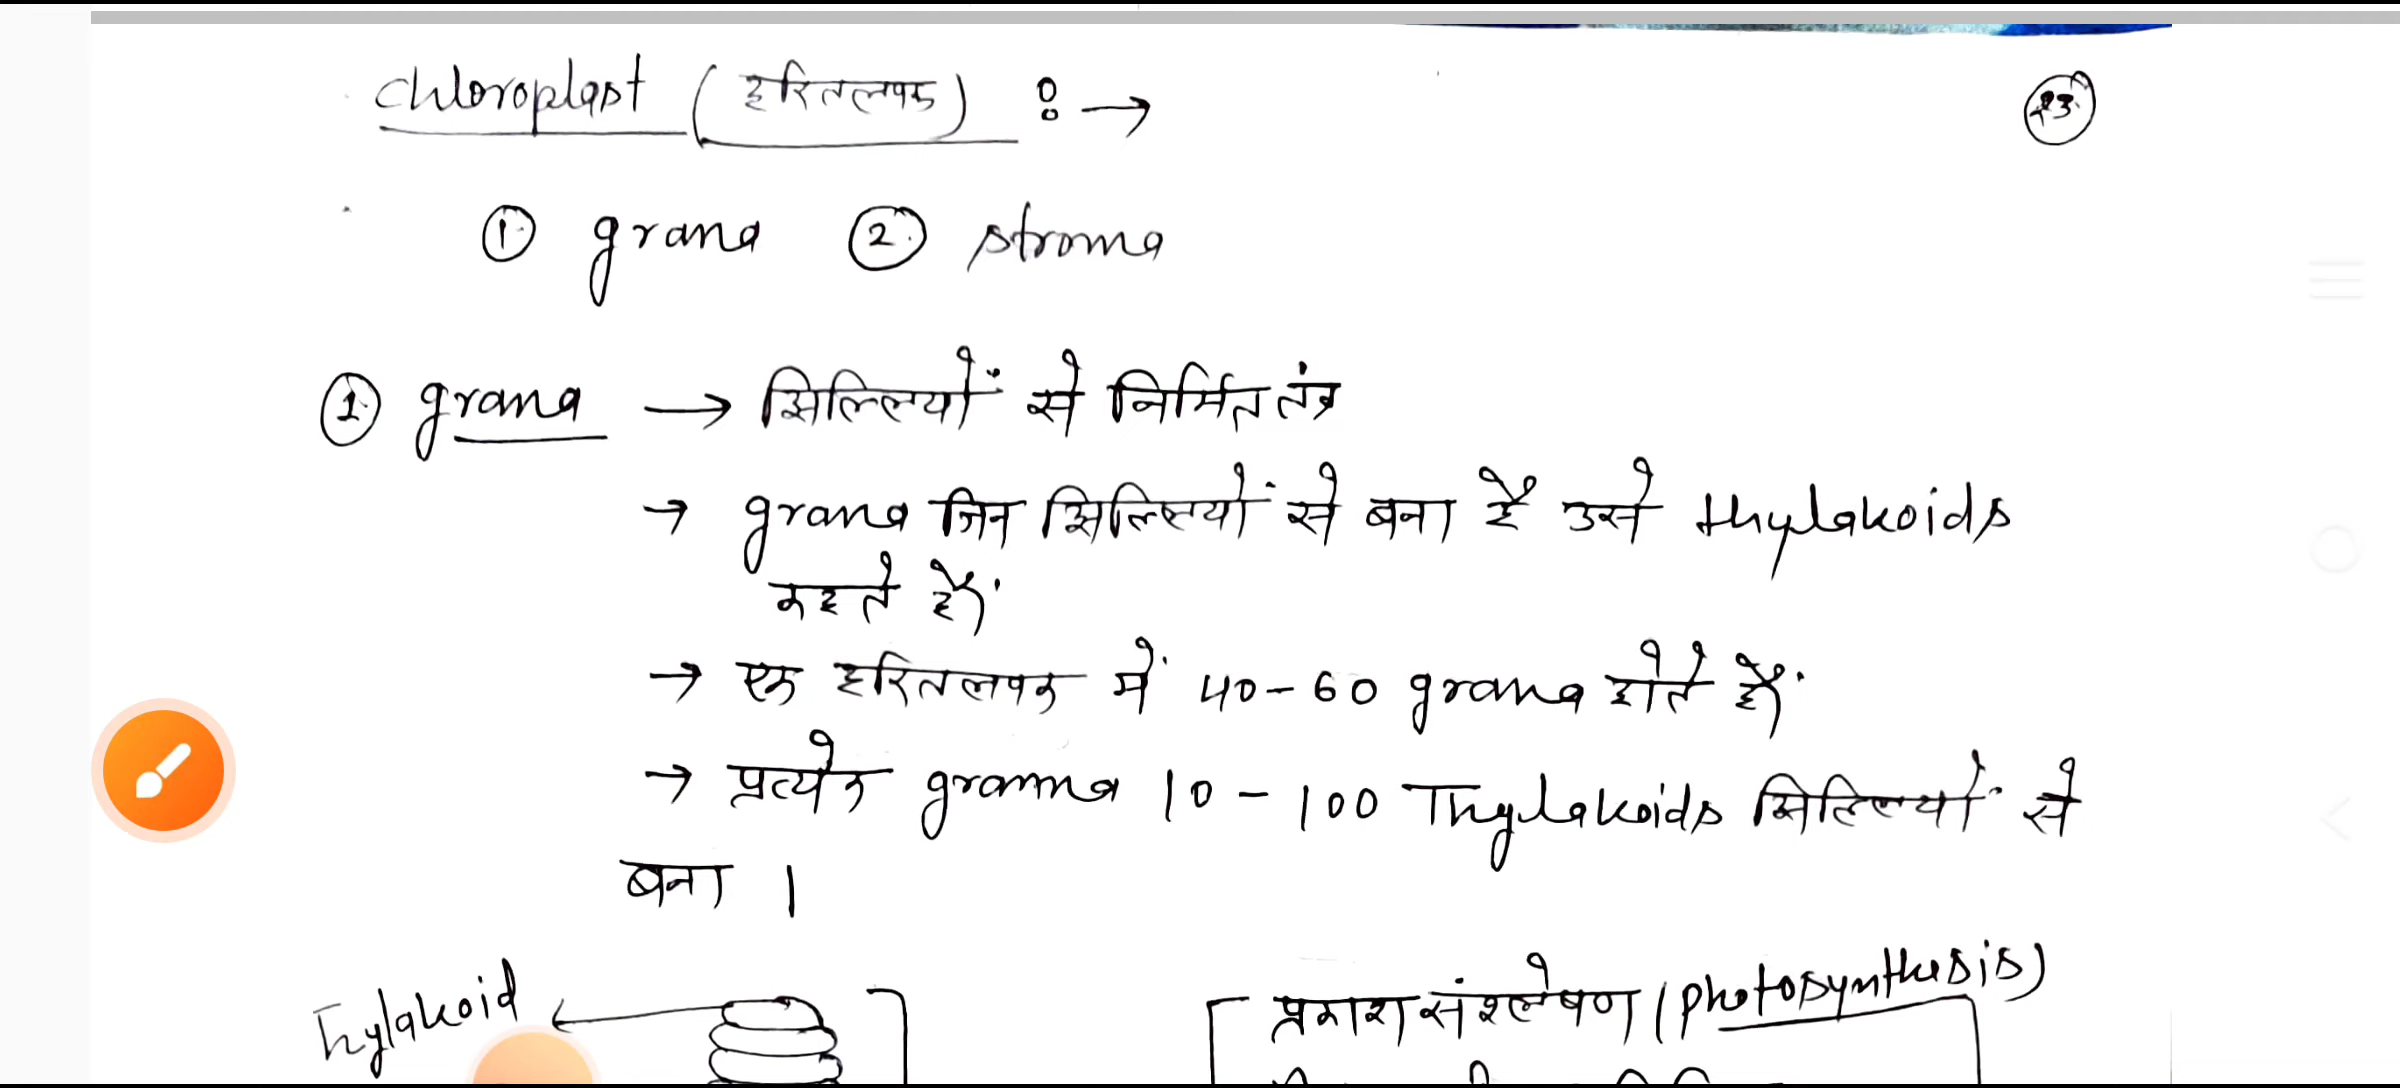 chloroplast (हरितलवक) :→
23.
① grana ② stroma
① grana → झिल्लियों से निर्मित तंत्र
→ grana जिन झिल्लियों से बना है उसे thylakoids
कहते हैं
→ एक हरितलवक में 40-60 grana होते हैं
→ प्रत्येक granna 10-100 Thylakoids झिल्लियों से
बना |
Thylakoid
प्रकाश संश्लेषण (photosynthesis)